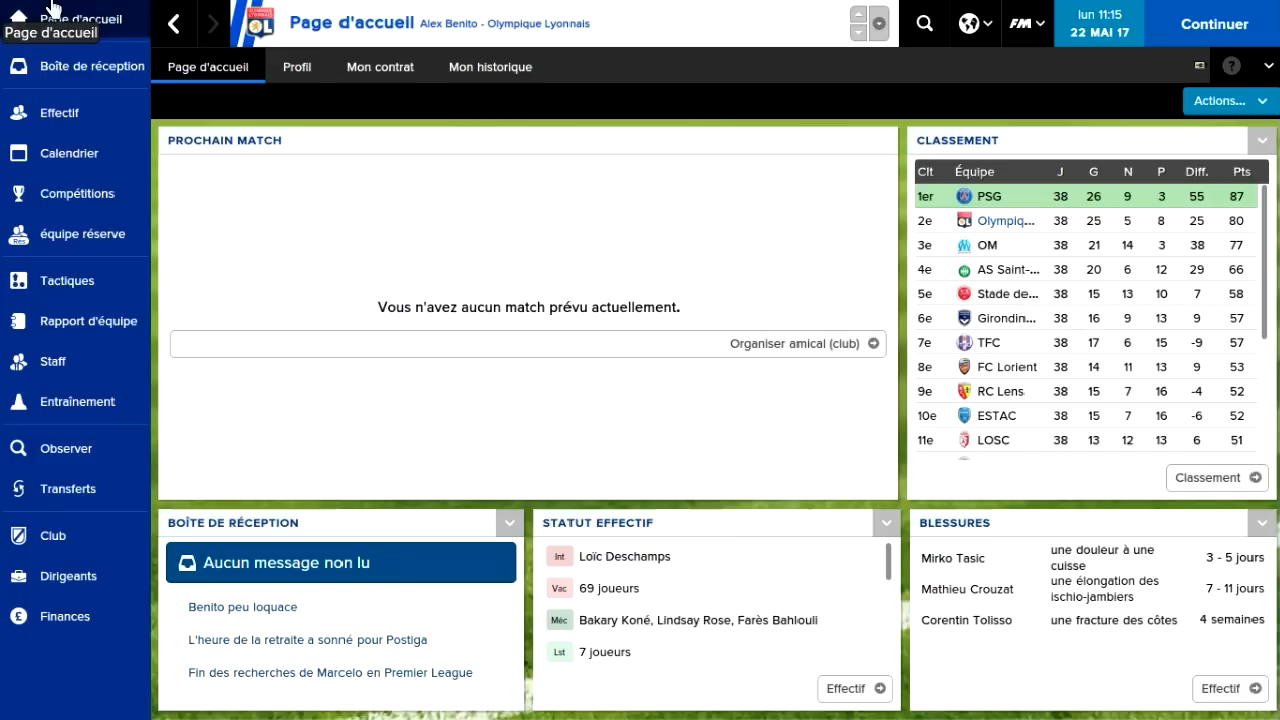 Page d'accueil
Page d'accueil
Boîte de réception
Effectif
Calendrier
Compétitions
équipe réserve
Tactiques
Rapport d'équipe
Staff
Entraînement
Observer
Transferts
Club
Dirigeants
Finances
Page d'accueil Alex Benito - Olympique Lyonnais
FM
lun 11:15
22 MAI 17
Continuer
Page d'accueil Profil Mon contrat Mon historique
Actions...
PROCHAIN MATCH
Vous n'avez aucun match prévu actuellement.
Organiser amical (club)
CLASSEMENT
Clt Équipe J G N P Diff. Pts
1er PSG 38 26 9 3 55 87
2e Olympiq... 38 25 5 8 25 80
3e OM 38 21 14 3 38 77
4e AS Saint-... 38 20 6 12 29 66
5e Stade de... 38 15 13 10 7 58
6e Girondin... 38 16 9 13 9 57
7e TFC 38 17 6 15 -9 57
8e FC Lorient 38 14 11 13 9 53
9e RC Lens 38 15 7 16 -4 52
10e ESTAC 38 15 7 16 -6 52
11e LOSC 38 13 12 13 6 51
Classement
BOÎTE DE RÉCEPTION
Aucun message non lu
Benito peu loquace
L'heure de la retraite a sonné pour Postiga
Fin des recherches de Marcelo en Premier League
STATUT EFFECTIF
Int Loïc Deschamps
Vac 69 joueurs
Méc Bakary Koné, Lindsay Rose, Farès Bahlouli
Lst 7 joueurs
Effectif
BLESSURES
Mirko Tasic une douleur à une cuisse 3 - 5 jours
Mathieu Crouzat une élongation des ischio-jambiers 7 - 11 jours
Corentin Tolisso une fracture des côtes 4 semaines
Effectif